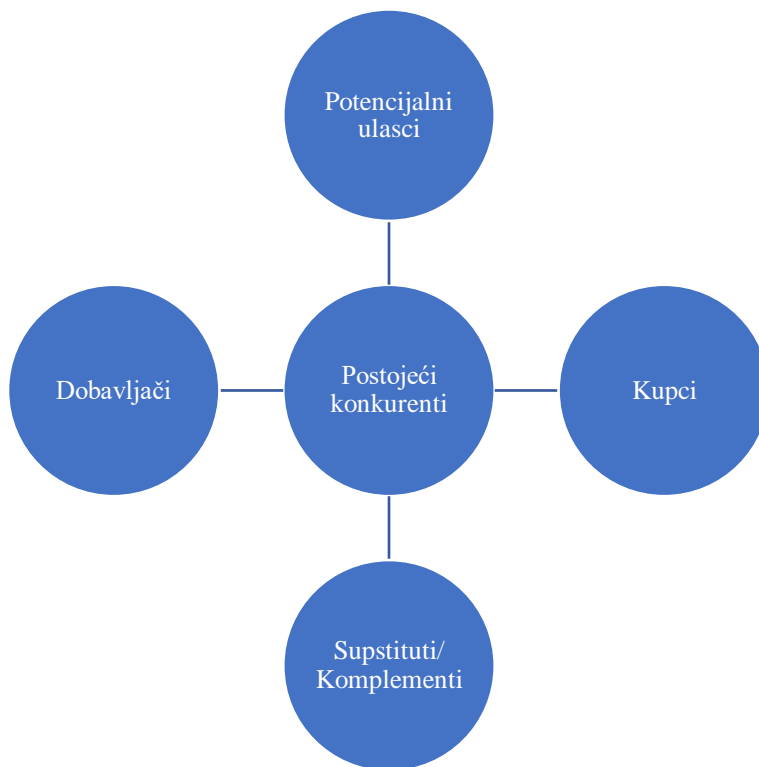 Potencijalni
ulasci
Dobavljači
Postojeći
konkurenti
Kupci
Supstituti/
Komplementi